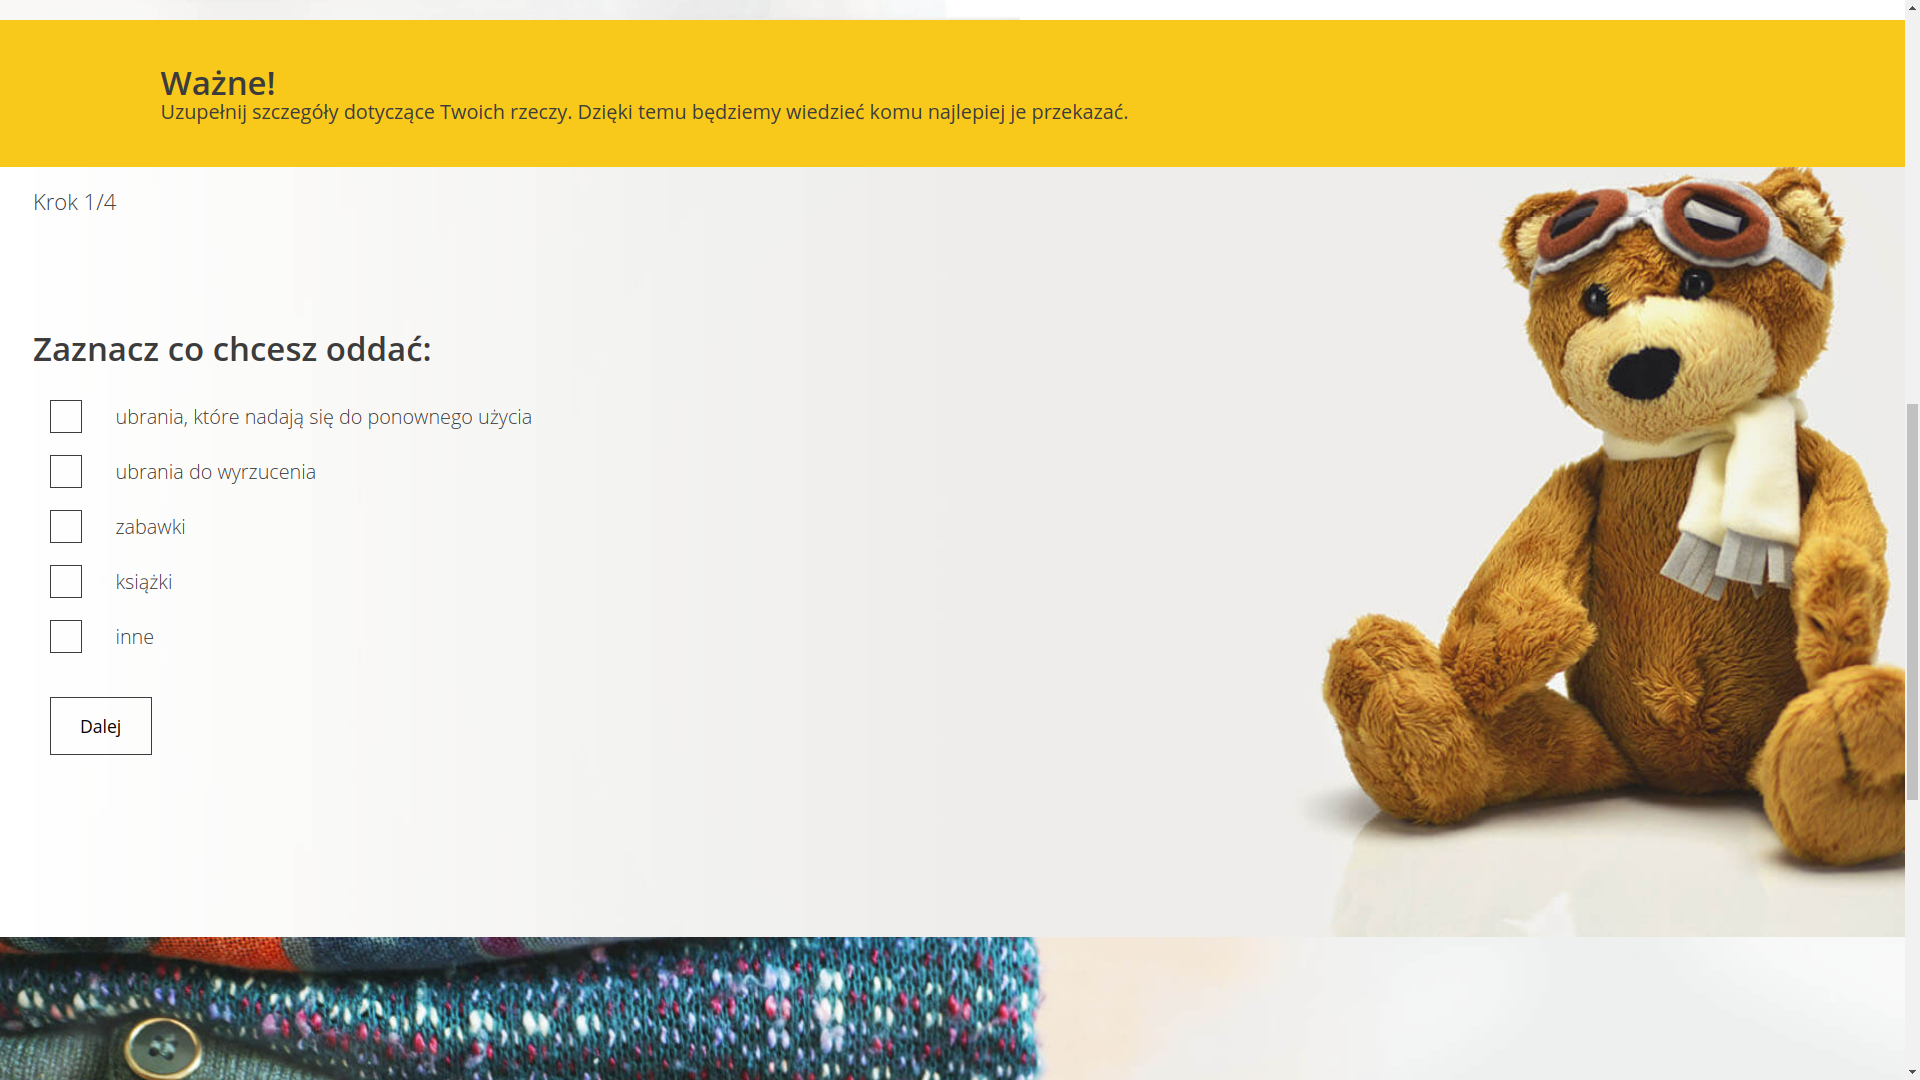 Ważne!
Uzupełnij szczegóły dotyczące Twoich rzeczy. Dzięki temu będziemy wiedzieć komu najlepiej je przekazać.
Krok 1/4
Zaznacz co chcesz oddać:
ubrania, które nadają się do ponownego użycia
ubrania do wyrzucenia
zabawki
książki
inne
Dalej